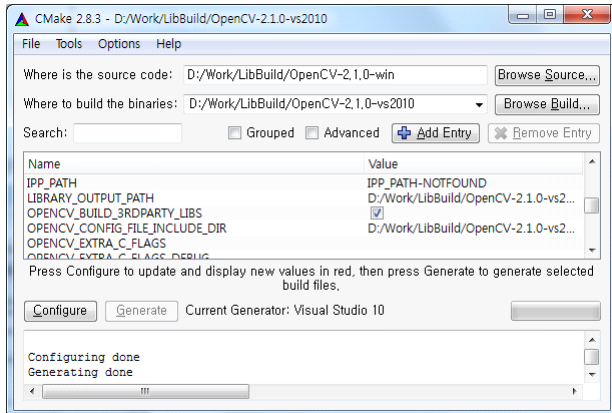 CMake 2.8.3 - D:/Work/LibBuild/OpenCV-2.1.0-vs2010
File Tools Options Help
Where is the source code: D:/Work/LibBuild/OpenCV-2,1,0-win Browse Source,,,
Where to build the binaries: D:/Work/LibBuild/OpenCV-2,1,0-vs2010 Browse Build,,,
Search: Grouped Advanced Add Entry Remove Entry
Name Value
IPP_PATH IPP_PATH-NOTFOUND
LIBRARY_OUTPUT_PATH D:/Work/LibBuild/OpenCV-2.1.0-vs2...
OPENCV_BUILD_3RDPARTY_LIBS
OPENCV_CONFIG_FILE_INCLUDE_DIR D:/Work/LibBuild/OpenCV-2.1.0-vs2...
OPENCV_EXTRA_C_FLAGS
OPENCV_EXTRA_C_FLAGS_DEBUG
Press Configure to update and display new values in red, then press Generate to generate selected
build files,
Configure Generate Current Generator: Visual Studio 10
Configuring done
Generating done